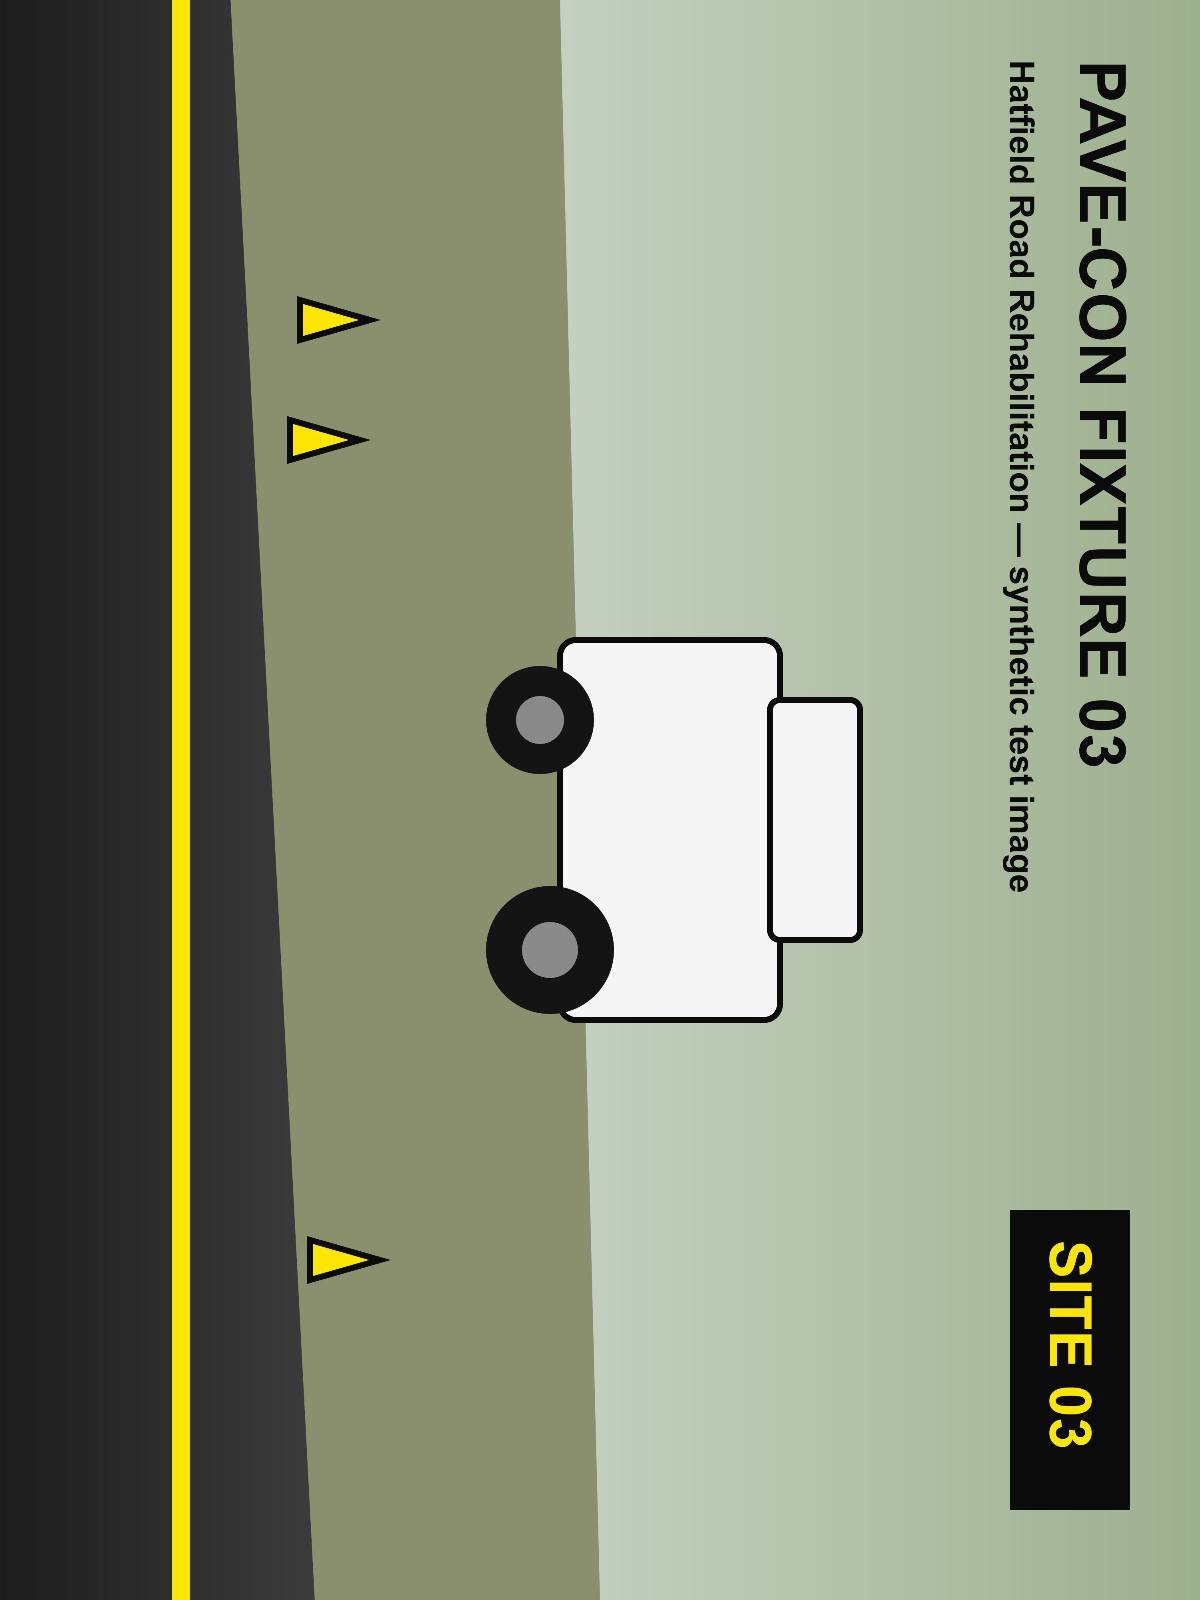 PAVE-CON FIXTURE 03
Hatfield Road Rehabilitation — synthetic test image
SITE 03